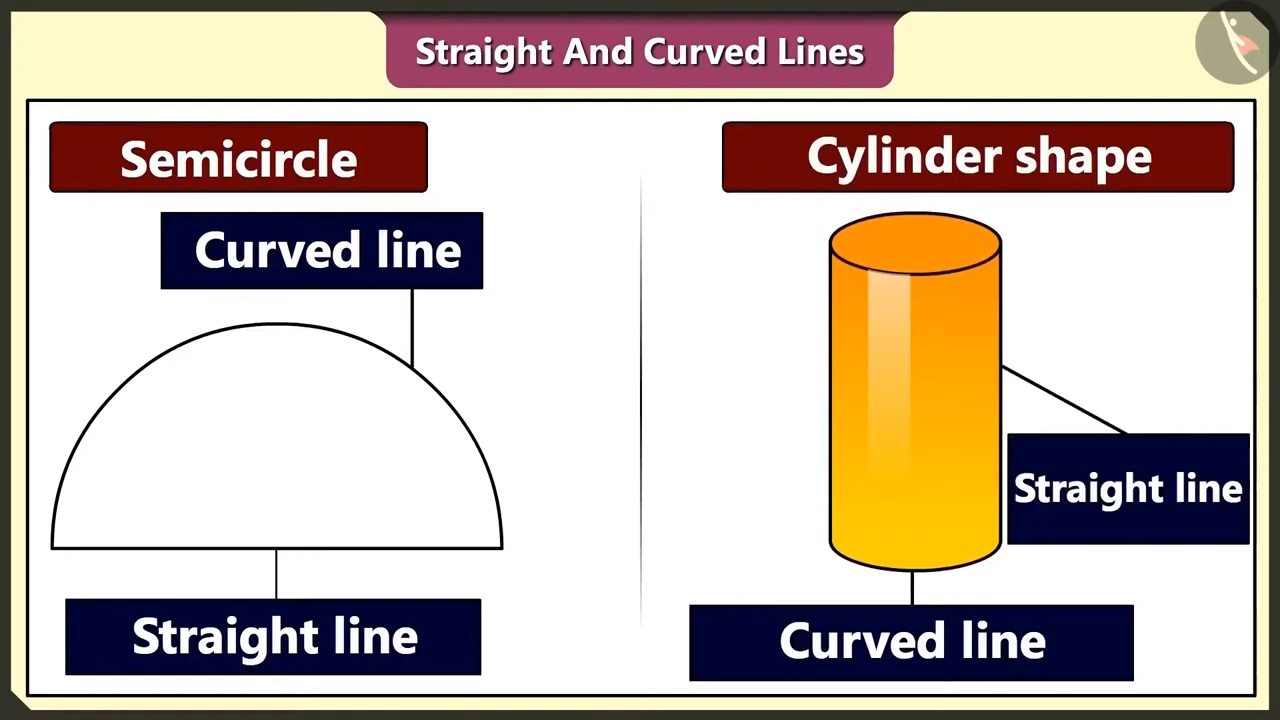 Straight And Curved Lines
Semicircle
Curved line
Straight line
Cylinder shape
Straight line
Curved line